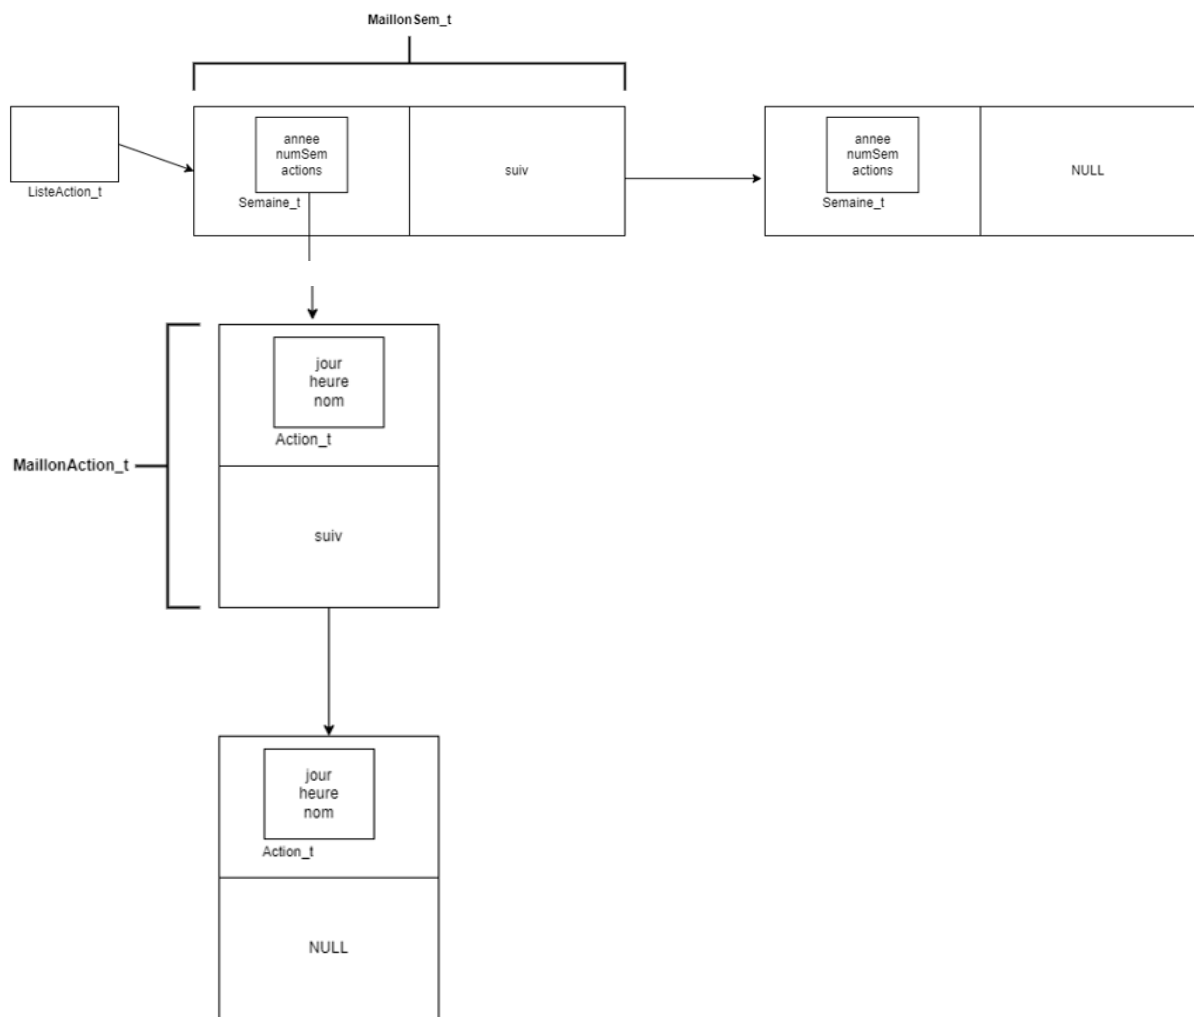 MaillonSem_t
annee
numSem
actions
Semaine_t
suiv
annee
numSem
actions
Semaine_t
NULL
ListeAction_t
jour
heure
nom
Action_t
MaillonAction_t
suiv
jour
heure
nom
Action_t
NULL